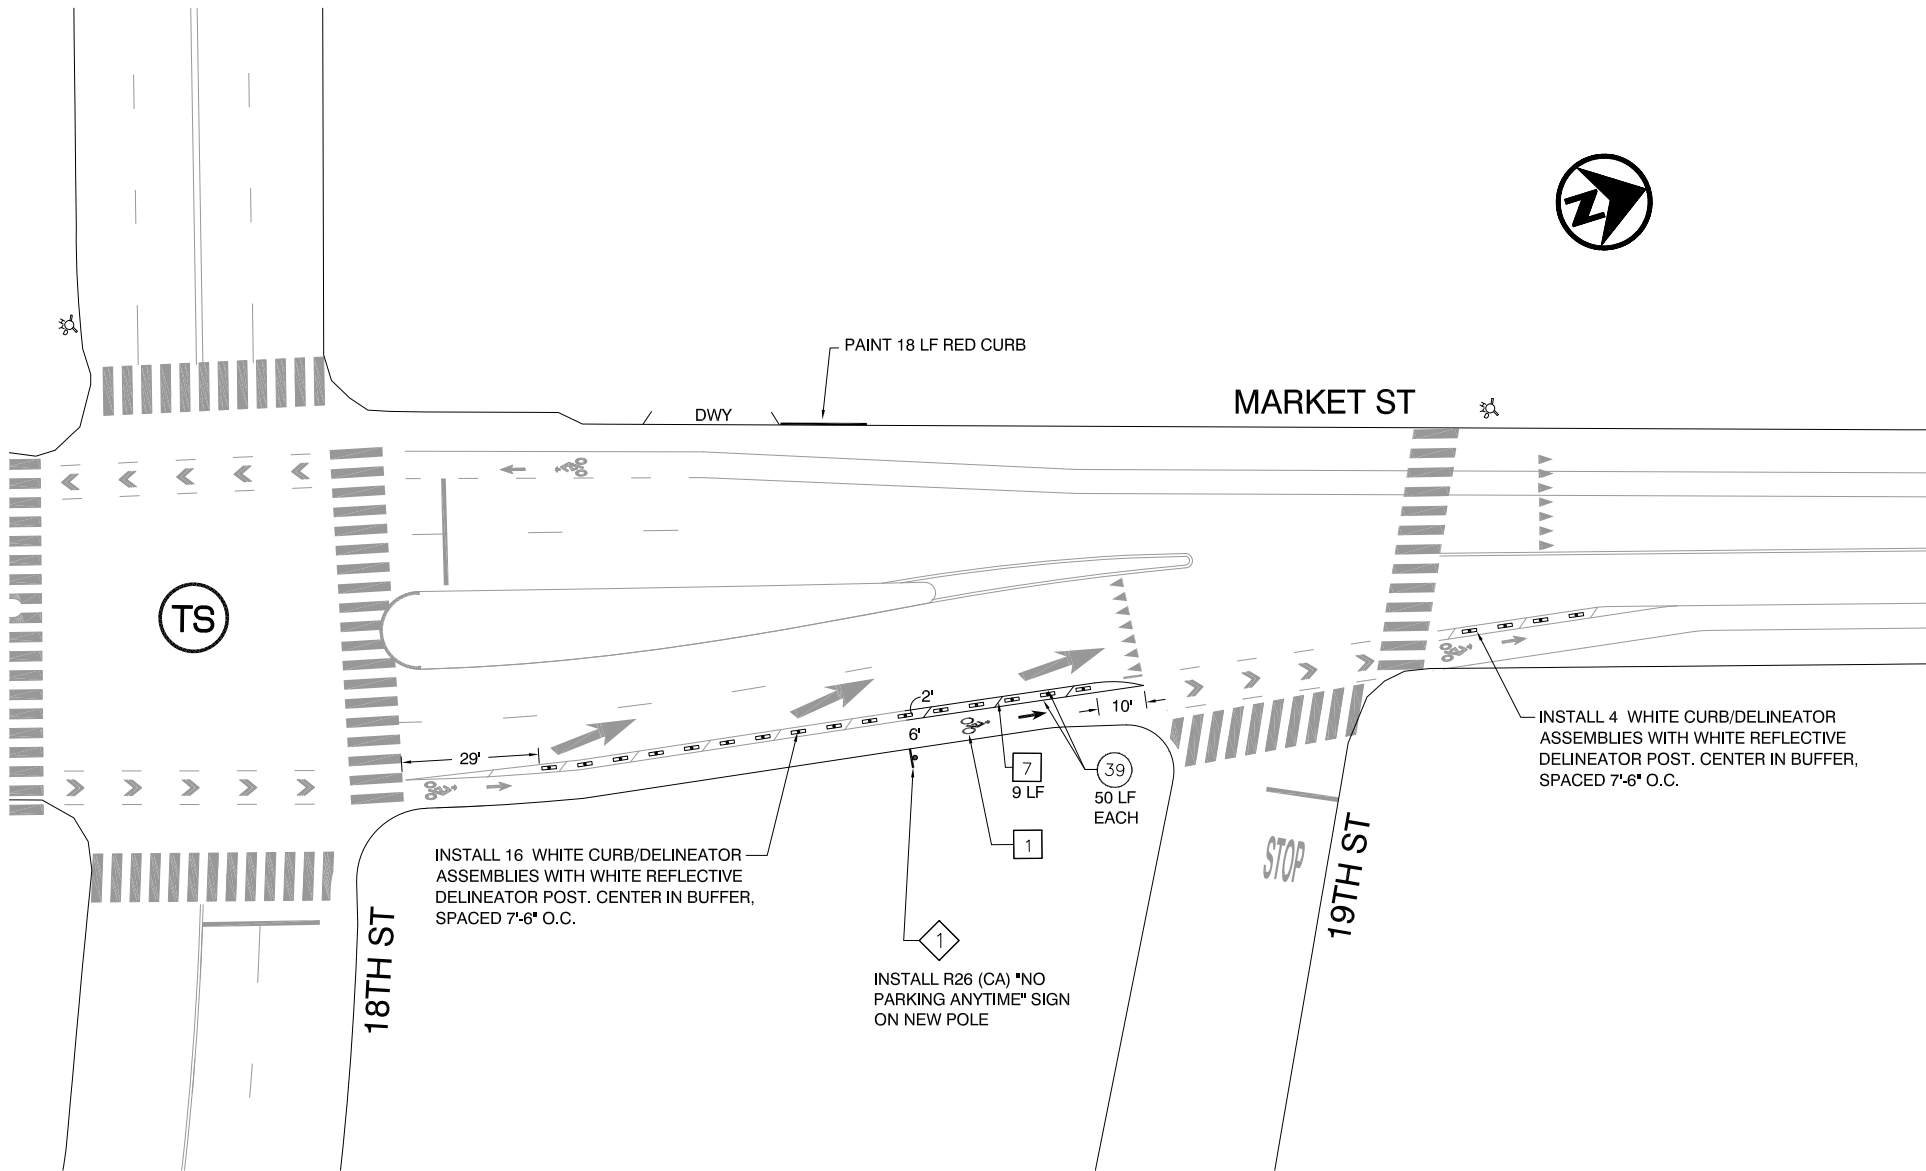 N
PAINT 18 LF RED CURB
MARKET ST
DWY
TS
2'
10'
6'
29'
7
9 LF
39
50 LF
EACH
1
INSTALL 4 WHITE CURB/DELINEATOR
ASSEMBLIES WITH WHITE REFLECTIVE
DELINEATOR POST. CENTER IN BUFFER,
SPACED 7'-6" O.C.
INSTALL 16 WHITE CURB/DELINEATOR
ASSEMBLIES WITH WHITE REFLECTIVE
DELINEATOR POST. CENTER IN BUFFER,
SPACED 7'-6" O.C.
STOP
19TH ST
18TH ST
1
INSTALL R26 (CA) "NO
PARKING ANYTIME" SIGN
ON NEW POLE